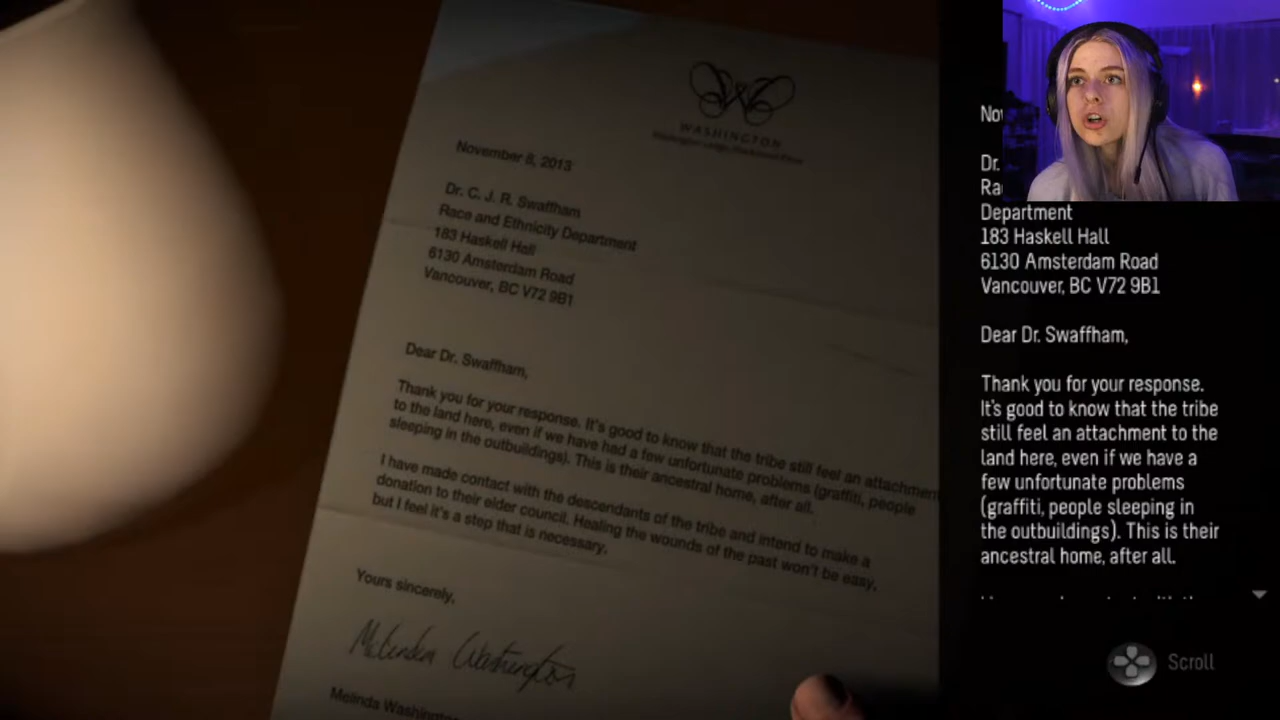 WASHINGTON
November 8, 2013
Dr. C. J. R. Swaffham
Race and Ethnicity Department
183 Haskell Hall
6130 Amsterdam Road
Vancouver, BC V72 9B1
Dear Dr. Swaffham,
Thank you for your response. It's good to know that the tribe still feel an attachment
to the land here, even if we have had a few unfortunate problems (graffiti, people
sleeping in the outbuildings). This is their ancestral home, after all.
I have made contact with the descendants of the tribe and intend to make a
donation to their elder council. Healing the wounds of the past won't be easy,
but I feel it's a step that is necessary.
Yours sincerely,
Melinda Washington
Melinda Washington
Nov
Dr.
Ra
Department
183 Haskell Hall
6130 Amsterdam Road
Vancouver, BC V72 9B1
Dear Dr. Swaffham,
Thank you for your response.
It's good to know that the tribe
still feel an attachment to the
land here, even if we have a
few unfortunate problems
(graffiti, people sleeping in
the outbuildings). This is their
ancestral home, after all.
Scroll